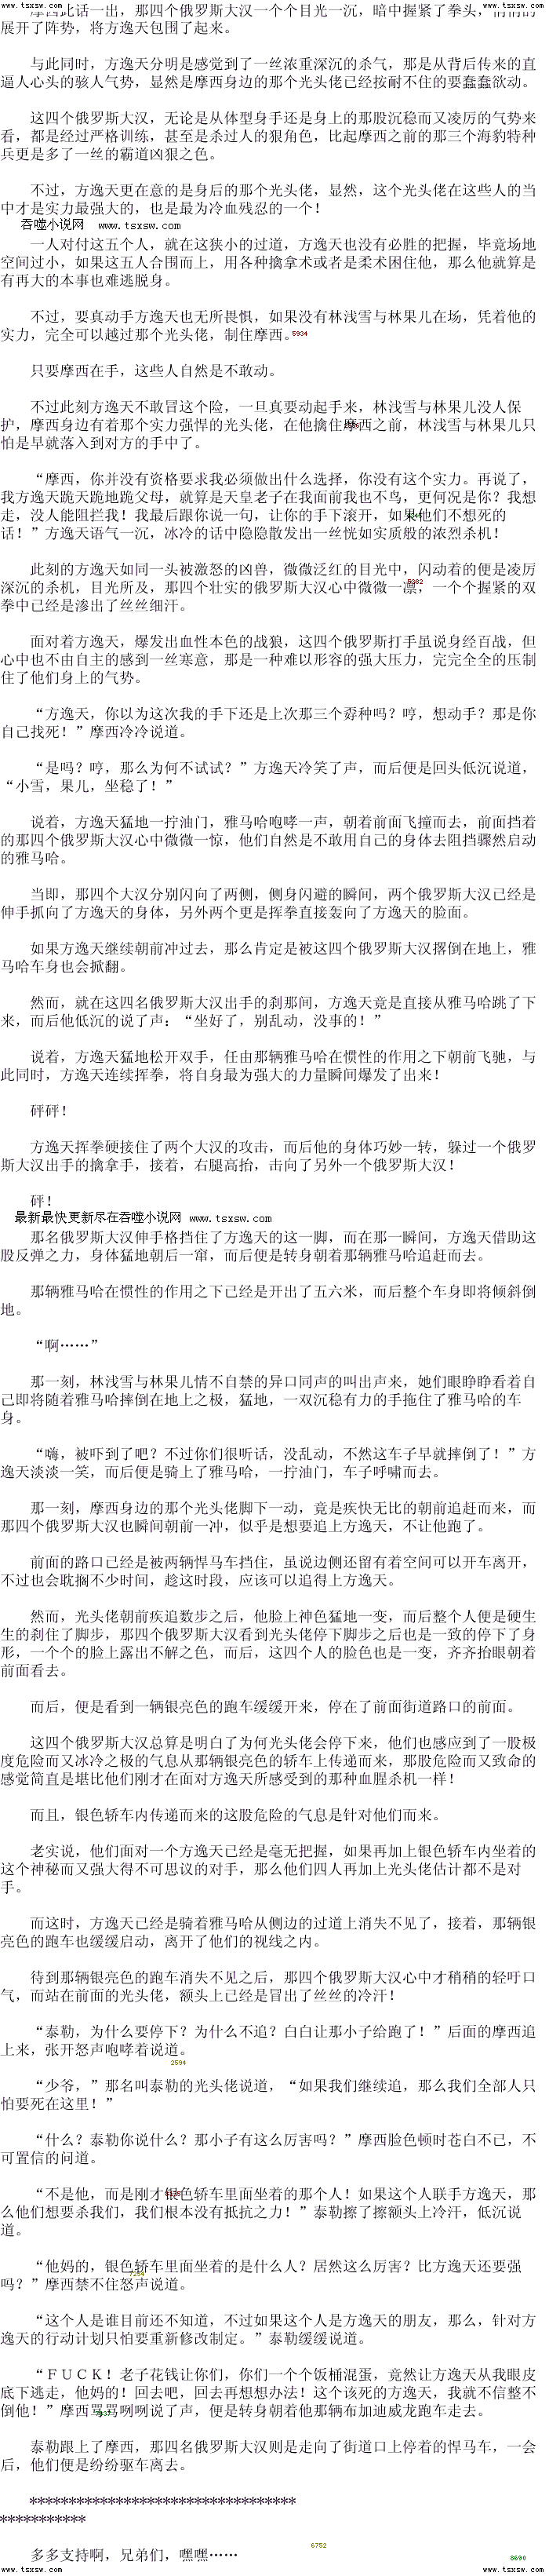 www.tsxsw.com www.tsxsw.com
摩西此话一出，那四个俄罗斯大汉一个个目光一沉，暗中握紧了拳头，
展开了阵势，将方逸天包围了起来。
与此同时，方逸天分明是感觉到了一丝浓重深沉的杀气，那是从背后传来的直
逼人心头的骇人气势，显然是摩西身边的那个光头佬已经按耐不住的要蠢蠢欲动。
这四个俄罗斯大汉，无论是从体型身手还是身上的那股沉稳而又凌厉的气势来
看，都是经过严格训练，甚至是杀过人的狠角色，比起摩西之前的那三个海豹特种
兵更是多了一丝的霸道凶狠之色。
不过，方逸天更在意的是身后的那个光头佬，显然，这个光头佬在这些人的当
中才是实力最强大的，也是最为冷血残忍的一个！
吞噬小说网 www.tsxsw.com
一人对付这五个人，就在这狭小的过道，方逸天也没有必胜的把握，毕竟场地
空间过小，如果这五人合围而上，用各种擒拿术或者是柔术困住他，那么他就算是
有再大的本事也难逃脱身。
不过，要真动手方逸天也无所畏惧，如果没有林浅雪与林果儿在场，凭着他的
实力，完全可以越过那个光头佬，制住摩西。5934
只要摩西在手，这些人自然是不敢动。
不过此刻方逸天不敢冒这个险，一旦真要动起手来，林浅雪与林果儿没人保
护，摩西身边有着那个实力强悍的光头佬，在他擒住摩西之前，林浅雪与林果儿只
怕是早就落入到对方的手中了。
“摩西，你并没有资格要求我必须做出什么选择，你没有这个实力。再说了，
我方逸天跪天跪地跪父母，就算是天皇老子在我面前我也不鸟，更何况是你？我想
走，没人能阻拦我！我最后跟你说一句，让你的手下滚开，如果他们不想死的
话！”方逸天语气一沉，冰冷的话中隐隐散发出一丝恍如实质般的浓烈杀机！
此刻的方逸天如同一头被激怒的凶兽，微微泛红的目光中，闪动着的便是凌厉
深沉的杀机，目光所及，那四个壮实的俄罗斯大汉心中微微一凛，一个个握紧的双
拳中已经是渗出了丝丝细汗。
面对着方逸天，爆发出血性本色的战狼，这四个俄罗斯打手虽说身经百战，但
心中也不由自主的感到一丝寒意，那是一种难以形容的强大压力，完完全全的压制
住了他们身上的气势。
“方逸天，你以为这次我的手下还是上次那三个孬种吗？哼，想动手？那是你
自己找死！”摩西冷冷说道。
“是吗？哼，那么为何不试试？”方逸天冷笑了声，而后便是回头低沉说道，
“小雪，果儿，坐稳了！”
说着，方逸天猛地一拧油门，雅马哈咆哮一声，朝着前面飞撞而去，前面挡着
的那四个俄罗斯大汉心中微微一惊，他们自然是不敢用自己的身体去阻挡骤然启动
的雅马哈。
当即，那四个大汉分别闪向了两侧，侧身闪避的瞬间，两个俄罗斯大汉已经是
伸手抓向了方逸天的身体，另外两个更是挥拳直接轰向了方逸天的脸面。
如果方逸天继续朝前冲过去，那么肯定是被这四个俄罗斯大汉撂倒在地上，雅
马哈车身也会掀翻。
然而，就在这四名俄罗斯大汉出手的刹那间，方逸天竟是直接从雅马哈跳了下
来，而后他低沉的说了声：“坐好了，别乱动，没事的！”
说着，方逸天猛地松开双手，任由那辆雅马哈在惯性的作用之下朝前飞驰，与
此同时，方逸天连续挥拳，将自身最为强大的力量瞬间爆发了出来！
砰砰！
方逸天挥拳硬接住了两个大汉的攻击，而后他的身体巧妙一转，躲过一个俄罗
斯大汉出手的擒拿手，接着，右腿高抬，击向了另外一个俄罗斯大汉！
砰！
最新最快更新尽在吞噬小说网 www.tsxsw.com
那名俄罗斯大汉伸手格挡住了方逸天的这一脚，而在那一瞬间，方逸天借助这
股反弹之力，身体猛地朝后一窜，而后便是转身朝着那辆雅马哈追赶而去。
那辆雅马哈在惯性的作用之下已经是开出了五六米，而后整个车身即将倾斜倒
地。
“啊……”
那一刻，林浅雪与林果儿情不自禁的异口同声的叫出声来，她们眼睁睁看着自
己即将随着雅马哈摔倒在地上之极，猛地，一双沉稳有力的手拖住了雅马哈的车
身。
“嗨，被吓到了吧？不过你们很听话，没乱动，不然这车子早就摔倒了！”方
逸天淡淡一笑，而后便是骑上了雅马哈，一拧油门，车子呼啸而去。
那一刻，摩西身边的那个光头佬脚下一动，竟是疾快无比的朝前追赶而来，而
那四个俄罗斯大汉也瞬间朝前一冲，似乎是想要追上方逸天，不让他跑了。
前面的路口已经是被两辆悍马车挡住，虽说边侧还留有着空间可以开车离开，
不过也会耽搁不少时间，趁这时段，应该可以追得上方逸天。
然而，光头佬朝前疾追数步之后，他脸上神色猛地一变，而后整个人便是硬生
生的刹住了脚步，那四个俄罗斯大汉看到光头佬停下脚步之后也是一致的停下了身
形，一个个的脸上露出不解之色，而后，这四个人的脸色也是一变，齐齐抬眼朝着
前面看去。
而后，便是看到一辆银亮色的跑车缓缓开来，停在了前面街道路口的前面。
这四个俄罗斯大汉总算是明白了为何光头佬会停下来，他们也感应到了一股极
度危险而又冰冷之极的气息从那辆银亮色的轿车上传递而来，那股危险而又致命的
感觉简直是堪比他们刚才在面对方逸天所感受到的那种血腥杀机一样！
而且，银色轿车内传递而来的这股危险的气息是针对他们而来。
老实说，他们面对一个方逸天已经是毫无把握，如果再加上银色轿车内坐着的
这个神秘而又强大得不可思议的对手，那么他们四人再加上光头佬估计都不是对
手。
而这时，方逸天已经是骑着雅马哈从侧边的过道上消失不见了，接着，那辆银
亮色的跑车也缓缓启动，离开了他们的视线之内。
待到那辆银亮色的跑车消失不见之后，那四个俄罗斯大汉心中才稍稍的轻吁口
气，而站在前面的光头佬，额头上已经是冒出了丝丝的冷汗！
“泰勒，为什么要停下？为什么不追？白白让那小子给跑了！”后面的摩西追
上来，张开怒声咆哮着说道。
2594
“少爷，”那名叫泰勒的光头佬说道，“如果我们继续追，那么我们全部人只
怕要死在这里！”
“什么？泰勒你说什么？那小子有这么厉害吗？”摩西脸色顿时苍白不已，不
可置信的问道。
“不是他，而是刚才银色轿车里面坐着的那个人！如果这个人联手方逸天，那
么他们想要杀我们，我们根本没有抵抗之力！”泰勒擦了擦额头上冷汗，低沉说
道。
“他妈的，银色轿车里面坐着的是什么人？居然这么厉害？比方逸天还要强
吗？”摩西禁不住怒声说道。
“这个人是谁目前还不知道，不过如果这个人是方逸天的朋友，那么，针对方
逸天的行动计划只怕要重新修改制定。”泰勒缓缓说道。
“ＦＵＣＫ！老子花钱让你们，你们一个个饭桶混蛋，竟然让方逸天从我眼皮
底下逃走，他妈的！回去吧，回去再想想办法！这个该死的方逸天，我就不信整不
倒他！”摩西骂骂咧咧说了声，便是转身朝着他那辆布加迪威龙跑车走去。
泰勒跟上了摩西，那四名俄罗斯大汉则是走向了街道口上停着的悍马车，一会
后，他们便是纷纷驱车离去。
**********************************
***********
多多支持啊，兄弟们，嘿嘿……
6752
8690
www.tsxsw.com www.tsxsw.com